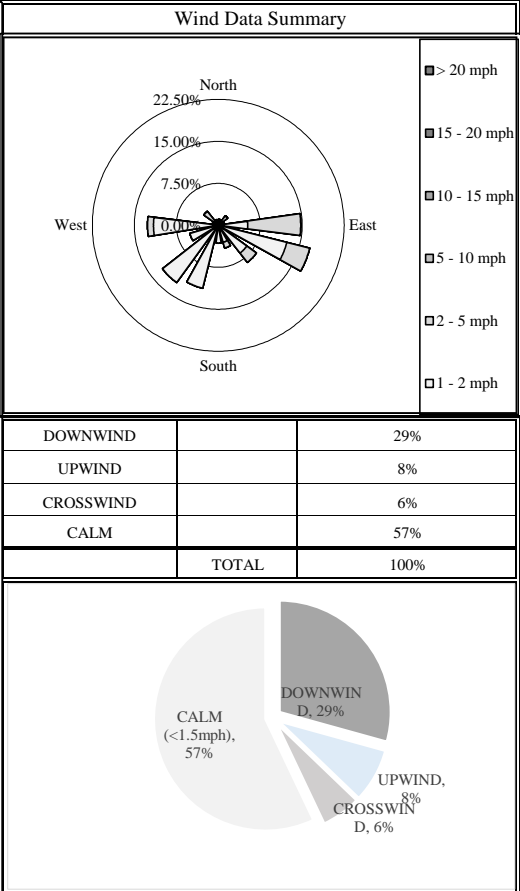 Wind Data Summary
North
22.50%
15.00%
7.50%
0.00%
West
East
South
> 20 mph
15 - 20 mph
10 - 15 mph
5 - 10 mph
2 - 5 mph
1 - 2 mph
DOWNWIND 29%
UPWIND 8%
CROSSWIND 6%
CALM 57%
TOTAL 100%
DOWNWIN
D, 29%
CALM
(<1.5mph),
57%
UPWIND,
8%
CROSSWIN
D, 6%